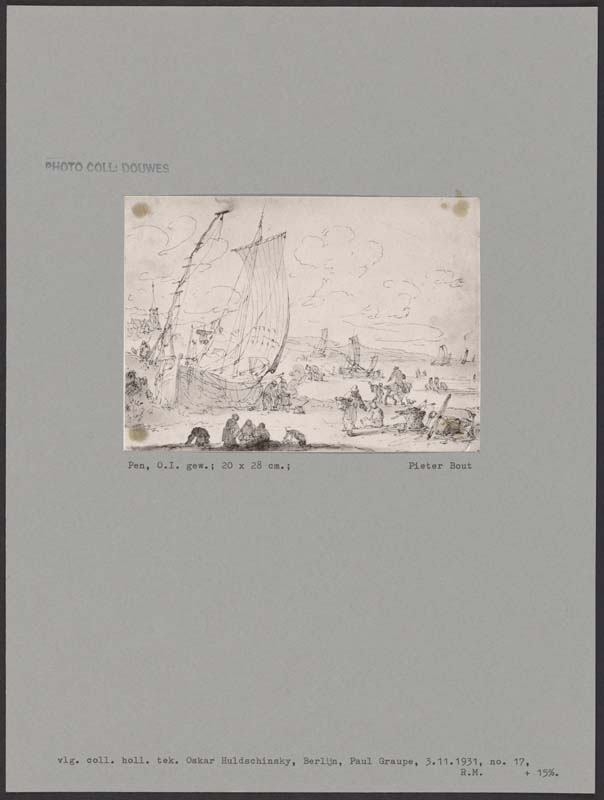 PHOTO COLL: DOUWES
Pen, O.I. gew.; 20 x 28 cm.; Pieter Bout
vlg. coll. holl. tek. Oskar Huldschinsky, Berlijn, Paul Graupe, 3.11.1931, no. 17,
R.M. + 15%.